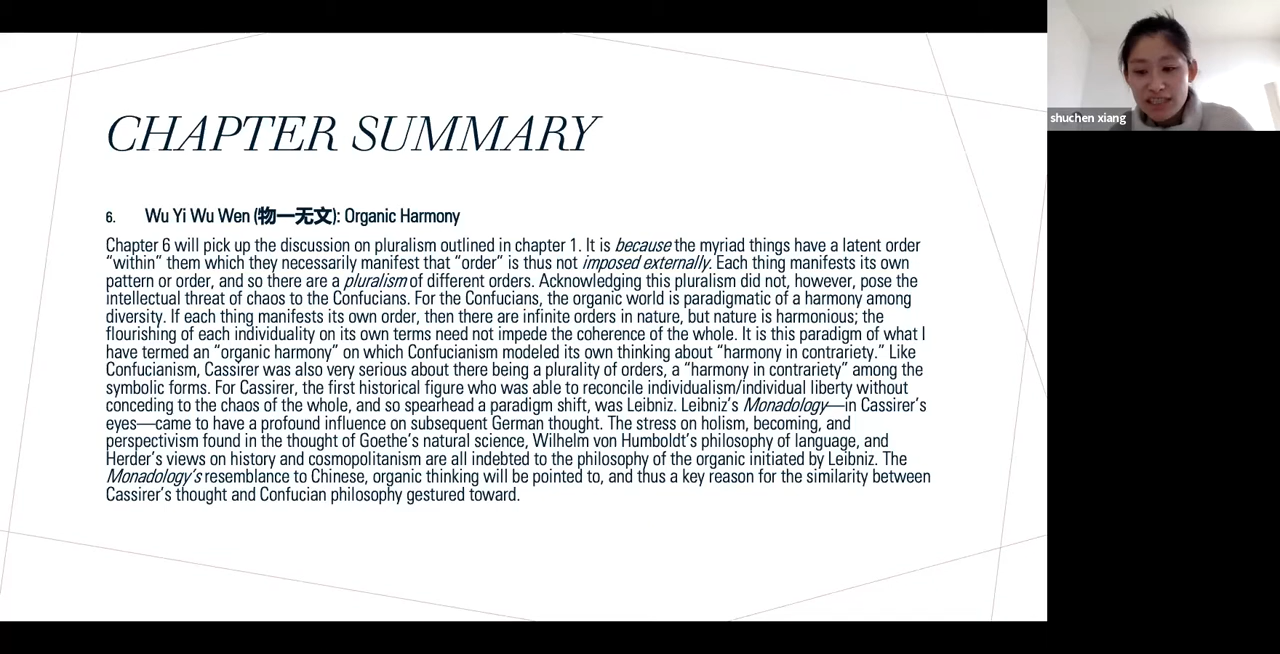 CHAPTER SUMMARY
6. Wu Yi Wu Wen (物一无文): Organic Harmony
Chapter 6 will pick up the discussion on pluralism outlined in chapter 1. It is because the myriad things have a latent order
“within” them which they necessarily manifest that “order” is thus not imposed externally. Each thing manifests its own
pattern or order, and so there are a pluralism of different orders. Acknowledging this pluralism did not, however, pose the
intellectual threat of chaos to the Confucians. For the Confucians, the organic world is paradigmatic of a harmony among
diversity. If each thing manifests its own order, then there are infinite orders in nature, but nature is harmonious; the
flourishing of each individuality on its own terms need not impede the coherence of the whole. It is this paradigm of what I
have termed an “organic harmony” on which Confucianism modeled its own thinking about “harmony in contrariety.” Like
Confucianism, Cassirer was also very serious about there being a plurality of orders, a “harmony in contrariety” among the
symbolic forms. For Cassirer, the first historical figure who was able to reconcile individualism/individual liberty without
conceding to the chaos of the whole, and so spearhead a paradigm shift, was Leibniz. Leibniz’s Monadology—in Cassirer’s
eyes—came to have a profound influence on subsequent German thought. The stress on holism, becoming, and
perspectivism found in the thought of Goethe’s natural science, Wilhelm von Humboldt’s philosophy of language, and
Herder’s views on history and cosmopolitanism are all indebted to the philosophy of the organic initiated by Leibniz. The
Monadology’s resemblance to Chinese, organic thinking will be pointed to, and thus a key reason for the similarity between
Cassirer’s thought and Confucian philosophy gestured toward.
shuchen xiang